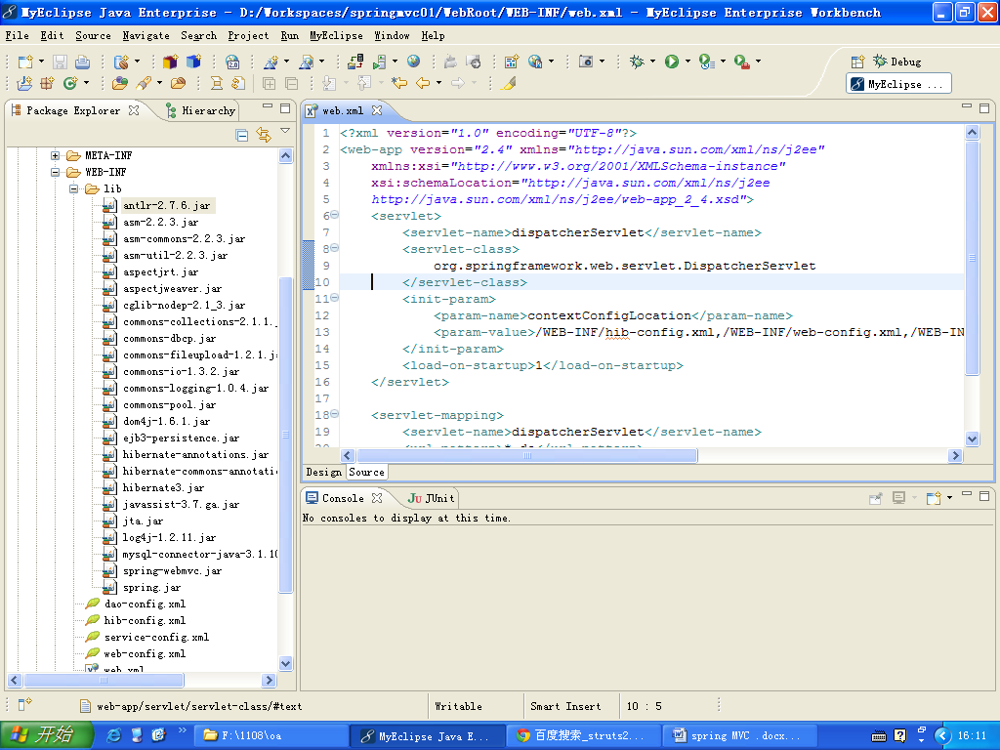 MyEclipse Java Enterprise - D:/Workspaces/springmvc01/WebRoot/WEB-INF/web.xml - MyEclipse Enterprise Workbench
File Edit Source Navigate Search Project Run MyEclipse Window Help
Debug
MyEclipse ...
Package Explorer
Hierarchy
META-INF
WEB-INF
lib
antlr-2.7.6.jar
asm-2.2.3.jar
asm-commons-2.2.3.jar
asm-util-2.2.3.jar
aspectjrt.jar
aspectjweaver.jar
cglib-nodep-2.1_3.jar
commons-collections-2.1.1.
commons-dbcp.jar
commons-fileupload-1.2.1.j
commons-io-1.3.2.jar
commons-logging-1.0.4.jar
commons-pool.jar
dom4j-1.6.1.jar
ejb3-persistence.jar
hibernate-annotations.jar
hibernate-commons-annotati
hibernate3.jar
javassist-3.7.ga.jar
jta.jar
log4j-1.2.11.jar
mysql-connector-java-3.1.10
spring-webmvc.jar
spring.jar
dao-config.xml
hib-config.xml
service-config.xml
web-config.xml
web.xml
web.xml
1 <?xml version="1.0" encoding="UTF-8"?>
2 <web-app version="2.4" xmlns="http://java.sun.com/xml/ns/j2ee"
3 xmlns:xsi="http://www.w3.org/2001/XMLSchema-instance"
4 xsi:schemaLocation="http://java.sun.com/xml/ns/j2ee
5 http://java.sun.com/xml/ns/j2ee/web-app_2_4.xsd">
6 <servlet>
7 <servlet-name>dispatcherServlet</servlet-name>
8 <servlet-class>
9 org.springframework.web.servlet.DispatcherServlet
10 </servlet-class>
11 <init-param>
12 <param-name>contextConfigLocation</param-name>
13 <param-value>/WEB-INF/hib-config.xml,/WEB-INF/web-config.xml,/WEB-IN
14 </init-param>
15 <load-on-startup>1</load-on-startup>
16 </servlet>
17
18 <servlet-mapping>
19 <servlet-name>dispatcherServlet</servlet-name>
20 <url-pattern>*.do</url-pattern>
Design Source
Console
JUnit
No consoles to display at this time.
web-app/servlet/servlet-class/#text
Writable
Smart Insert
10 : 5
开始
F:\1108\oa
MyEclipse Java E...
百度搜索_struts2...
spring MVC .docx...
16:11